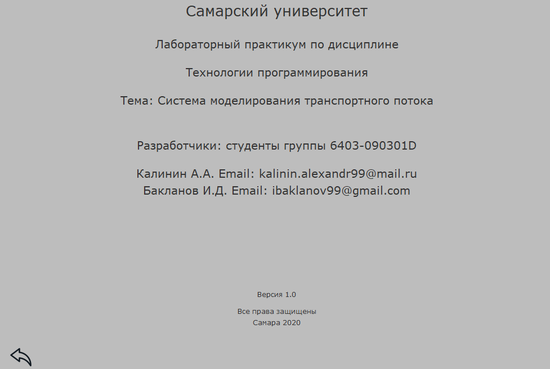 Самарский университет
Лабораторный практикум по дисциплине
Технологии программирования
Тема: Система моделирования транспортного потока
Разработчики: студенты группы 6403-090301D
Калинин А.А. Email: kalinin.alexandr99@mail.ru
Бакланов И.Д. Email: ibaklanov99@gmail.com
Версия 1.0
Все права защищены
Самара 2020